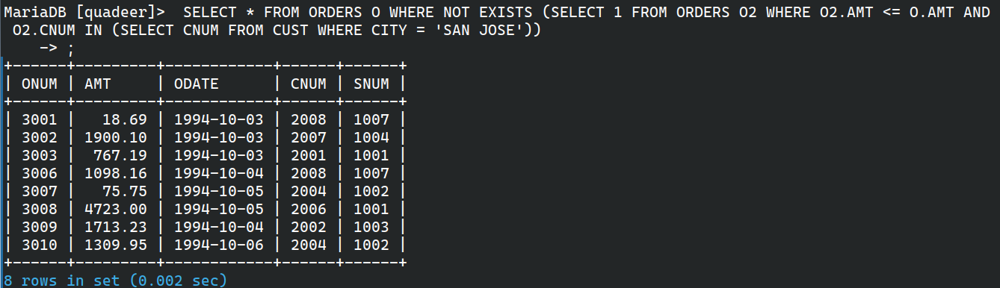 MariaDB [quadeer]>  SELECT * FROM ORDERS O WHERE NOT EXISTS (SELECT 1 FROM ORDERS O2 WHERE O2.AMT <= O.AMT AND
 O2.CNUM IN (SELECT CNUM FROM CUST WHERE CITY = 'SAN JOSE'))
    -> ;
+------+---------+------------+------+------+
| ONUM | AMT     | ODATE      | CNUM | SNUM |
+------+---------+------------+------+------+
| 3001 |   18.69 | 1994-10-03 | 2008 | 1007 |
| 3002 | 1900.10 | 1994-10-03 | 2007 | 1004 |
| 3003 |  767.19 | 1994-10-03 | 2001 | 1001 |
| 3006 | 1098.16 | 1994-10-04 | 2008 | 1007 |
| 3007 |   75.75 | 1994-10-05 | 2004 | 1002 |
| 3008 | 4723.00 | 1994-10-05 | 2006 | 1001 |
| 3009 | 1713.23 | 1994-10-04 | 2002 | 1003 |
| 3010 | 1309.95 | 1994-10-06 | 2004 | 1002 |
+------+---------+------------+------+------+
8 rows in set (0.002 sec)